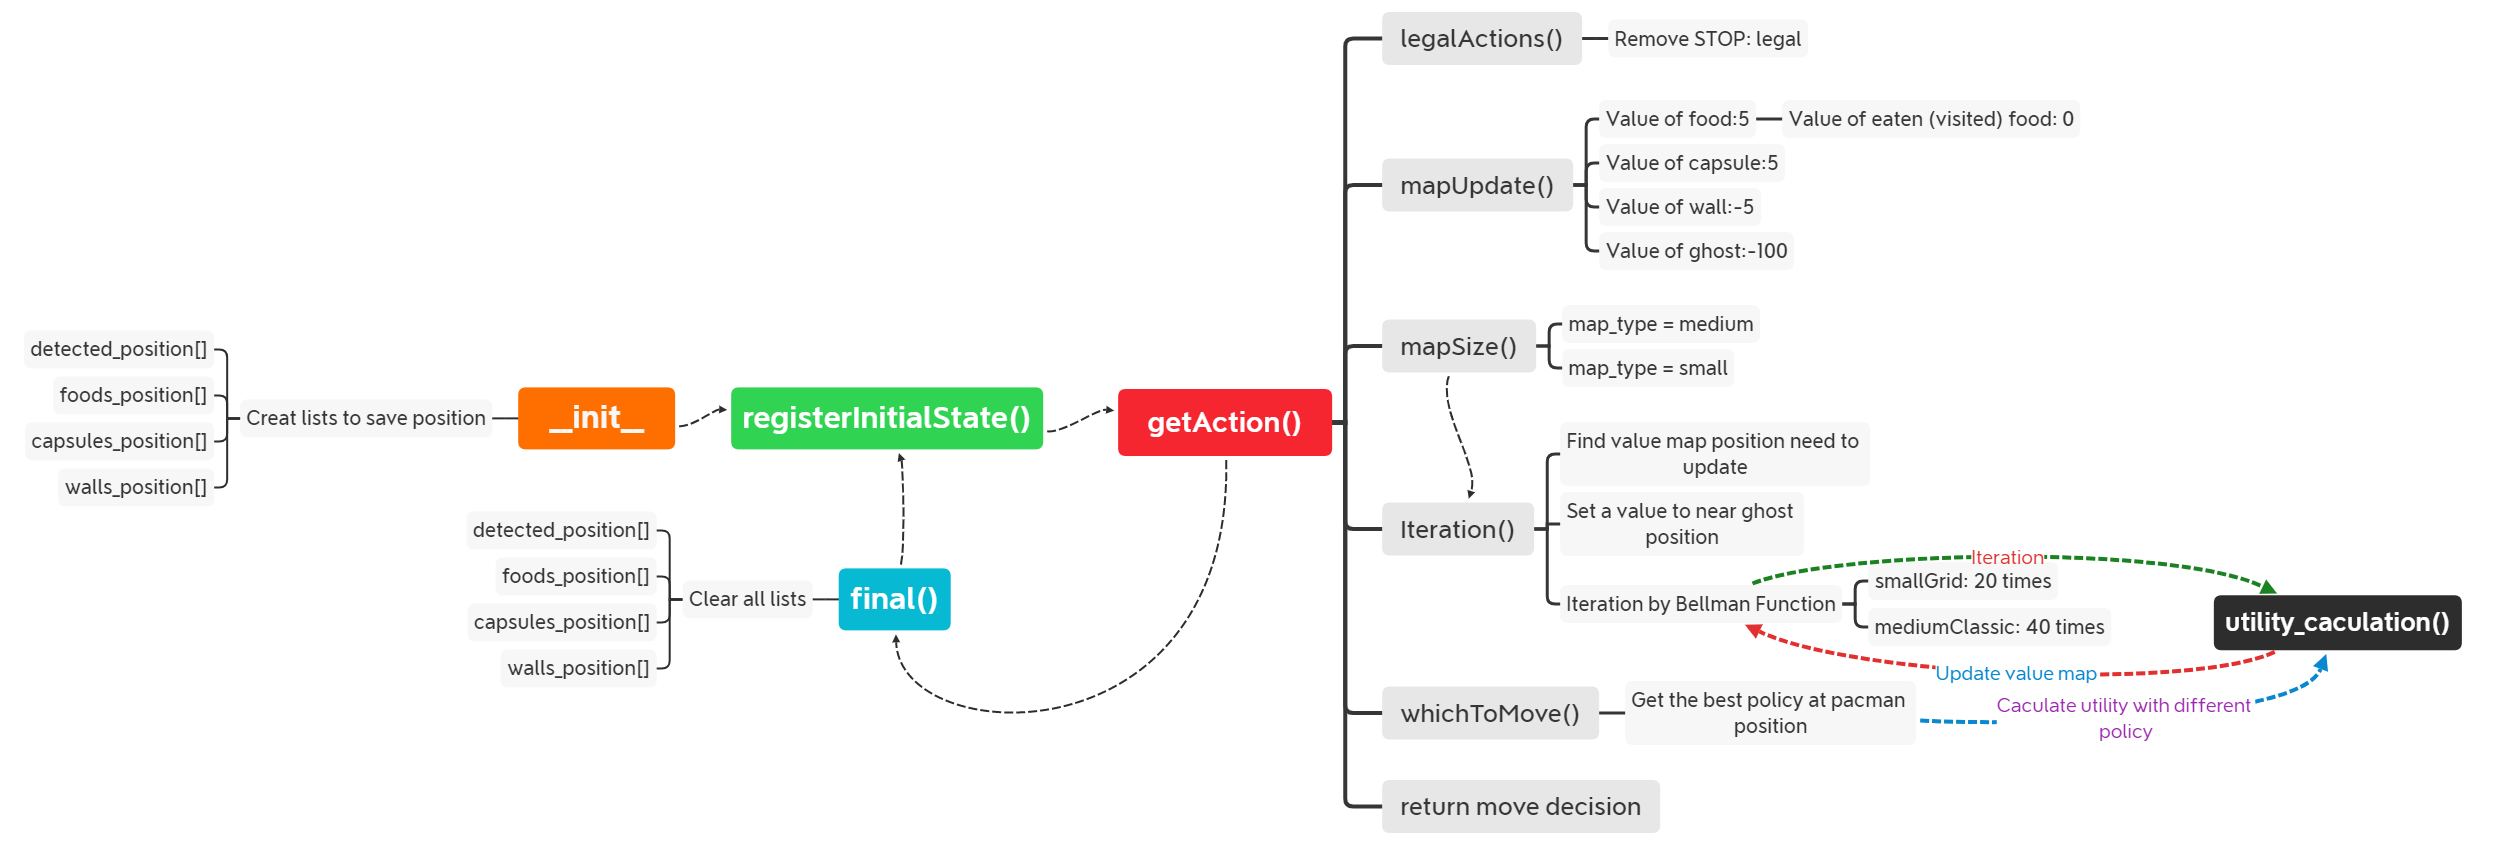 detected_position[]
foods_position[]
capsules_position[]
walls_position[]
Creat lists to save position
__init__
registerInitialState()
getAction()
detected_position[]
foods_position[]
capsules_position[]
walls_position[]
Clear all lists
final()
legalActions()
Remove STOP: legal
mapUpdate()
Value of food:5
Value of eaten (visited) food: 0
Value of capsule:5
Value of wall:-5
Value of ghost:-100
mapSize()
map_type = medium
map_type = small
Iteration()
Find value map position need to
update
Set a value to near ghost
position
Iteration by Bellman Function
smallGrid: 20 times
mediumClassic: 40 times
Iteration
utility_caculation()
Update value map
whichToMove()
Get the best policy at pacman
position
Caculate utility with different
policy
return move decision